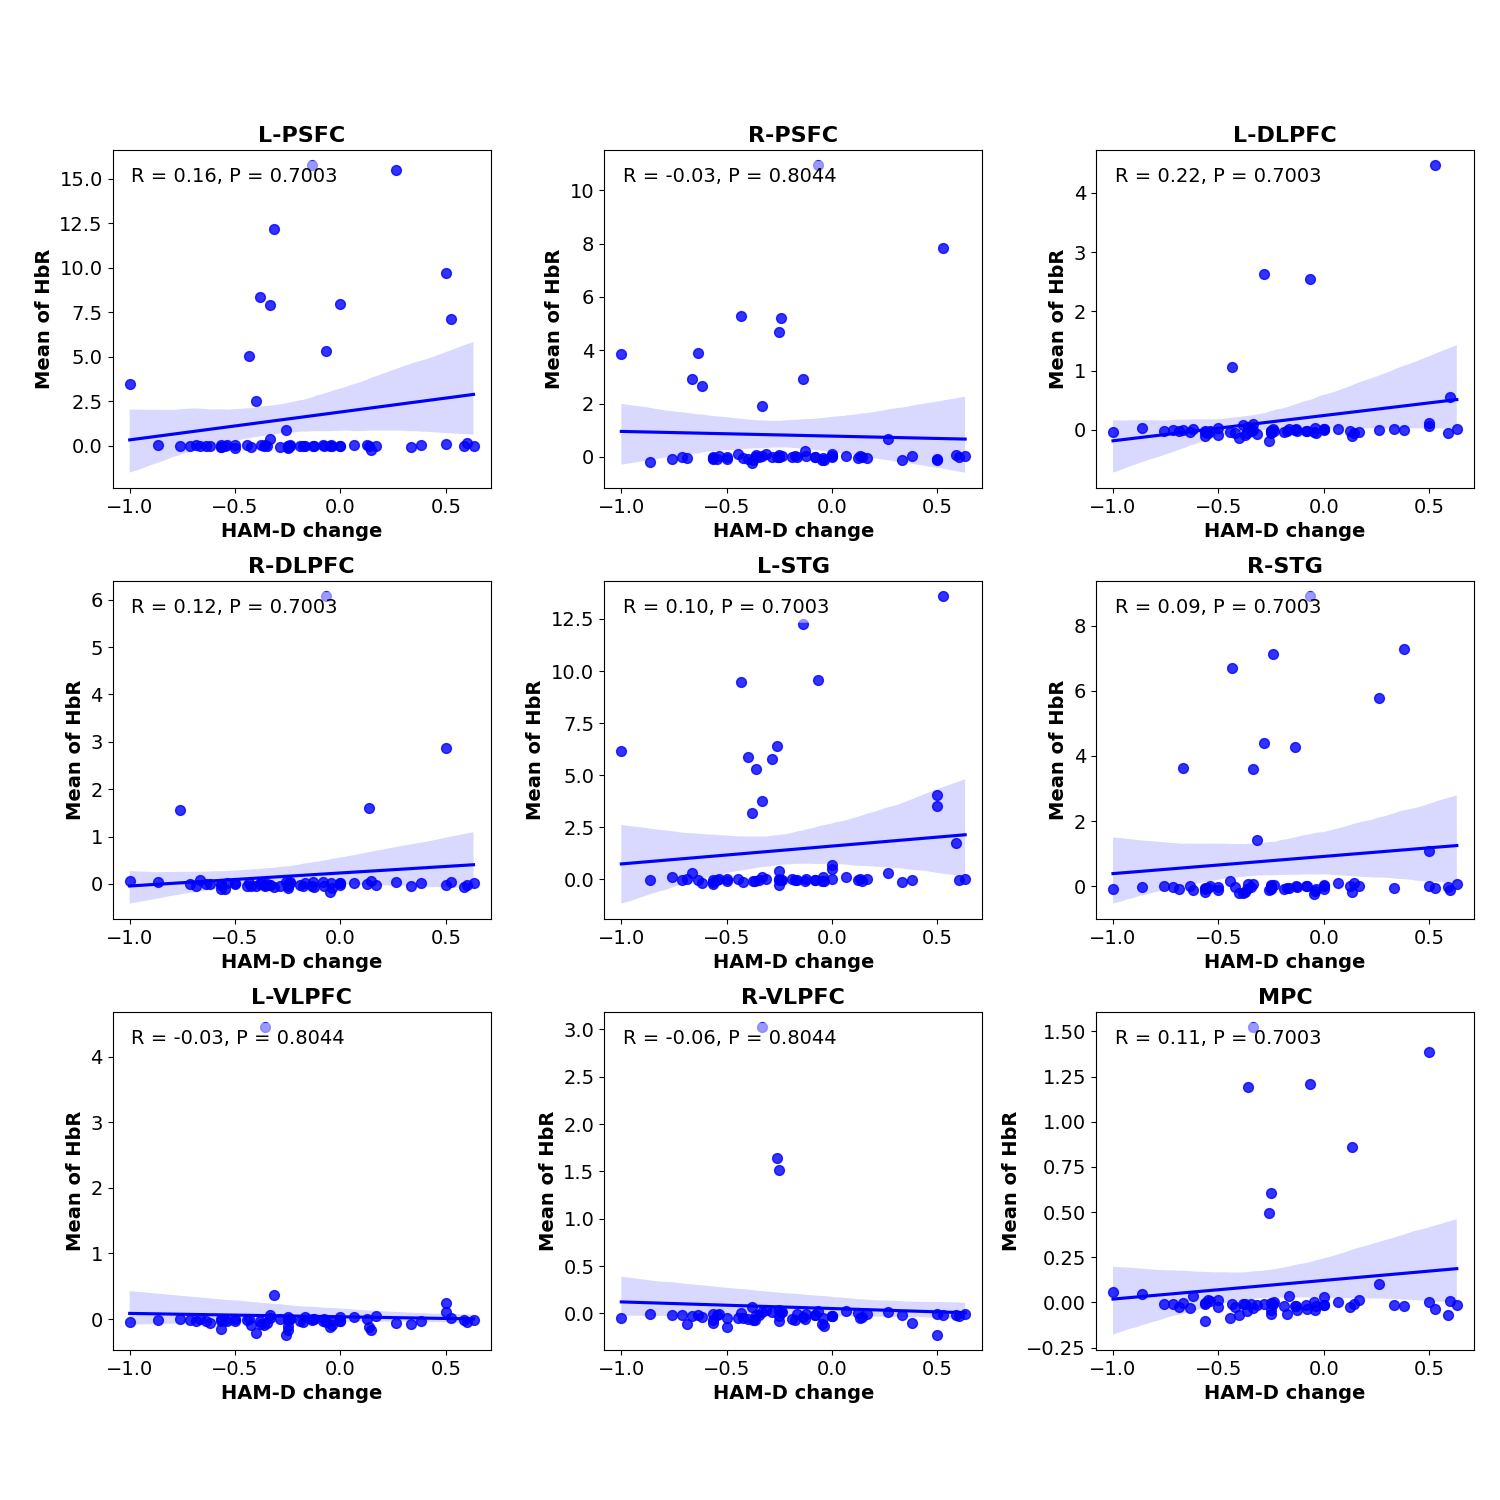 L-PSFC
R = 0.16, P = 0.7003
Mean of HbR
15.0
12.5
10.0
7.5
5.0
2.5
0.0
−1.0 −0.5 0.0 0.5
HAM-D change
R-PSFC
R = -0.03, P = 0.8044
Mean of HbR
10
8
6
4
2
0
−1.0 −0.5 0.0 0.5
HAM-D change
L-DLPFC
R = 0.22, P = 0.7003
Mean of HbR
4
3
2
1
0
−1.0 −0.5 0.0 0.5
HAM-D change
R-DLPFC
R = 0.12, P = 0.7003
Mean of HbR
6
5
4
3
2
1
0
−1.0 −0.5 0.0 0.5
HAM-D change
L-STG
R = 0.10, P = 0.7003
Mean of HbR
12.5
10.0
7.5
5.0
2.5
0.0
−1.0 −0.5 0.0 0.5
HAM-D change
R-STG
R = 0.09, P = 0.7003
Mean of HbR
8
6
4
2
0
−1.0 −0.5 0.0 0.5
HAM-D change
L-VLPFC
R = -0.03, P = 0.8044
Mean of HbR
4
3
2
1
0
−1.0 −0.5 0.0 0.5
HAM-D change
R-VLPFC
R = -0.06, P = 0.8044
Mean of HbR
3.0
2.5
2.0
1.5
1.0
0.5
0.0
−1.0 −0.5 0.0 0.5
HAM-D change
MPC
R = 0.11, P = 0.7003
Mean of HbR
1.50
1.25
1.00
0.75
0.50
0.25
0.00
−0.25
−1.0 −0.5 0.0 0.5
HAM-D change